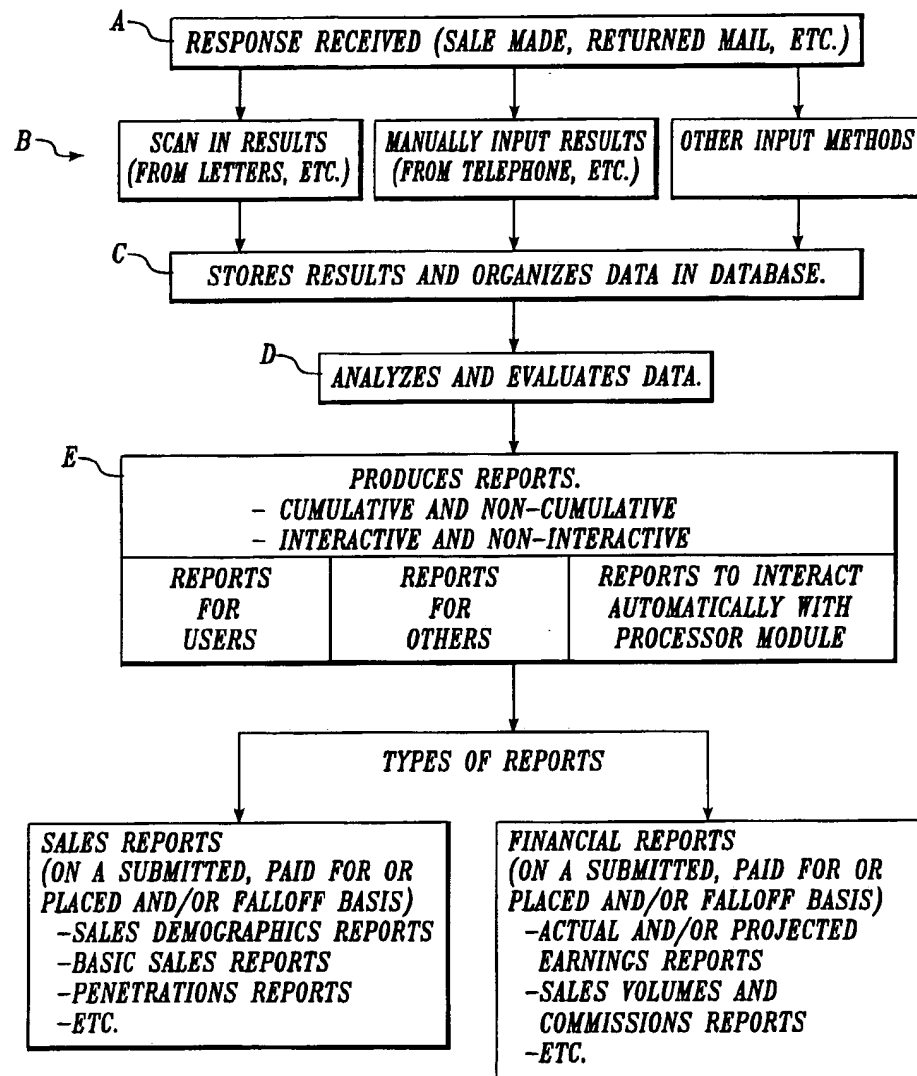 A
RESPONSE RECEIVED (SALE MADE, RETURNED MAIL, ETC.)
B
SCAN IN RESULTS
(FROM LETTERS, ETC.)
MANUALLY INPUT RESULTS
(FROM TELEPHONE, ETC.)
OTHER INPUT METHODS
C
STORES RESULTS AND ORGANIZES DATA IN DATABASE.
D
ANALYZES AND EVALUATES DATA.
E
PRODUCES REPORTS.
- CUMULATIVE AND NON-CUMULATIVE
- INTERACTIVE AND NON-INTERACTIVE
REPORTS
FOR
USERS
REPORTS
FOR
OTHERS
REPORTS TO INTERACT
AUTOMATICALLY WITH
PROCESSOR MODULE
TYPES OF REPORTS
SALES REPORTS
(ON A SUBMITTED, PAID FOR OR
PLACED AND/OR FALLOFF BASIS)
-SALES DEMOGRAPHICS REPORTS
-BASIC SALES REPORTS
-PENETRATIONS REPORTS
-ETC.
FINANCIAL REPORTS
(ON A SUBMITTED, PAID FOR OR
PLACED AND/OR FALLOFF BASIS)
-ACTUAL AND/OR PROJECTED
EARNINGS REPORTS
-SALES VOLUMES AND
COMMISSIONS REPORTS
-ETC.